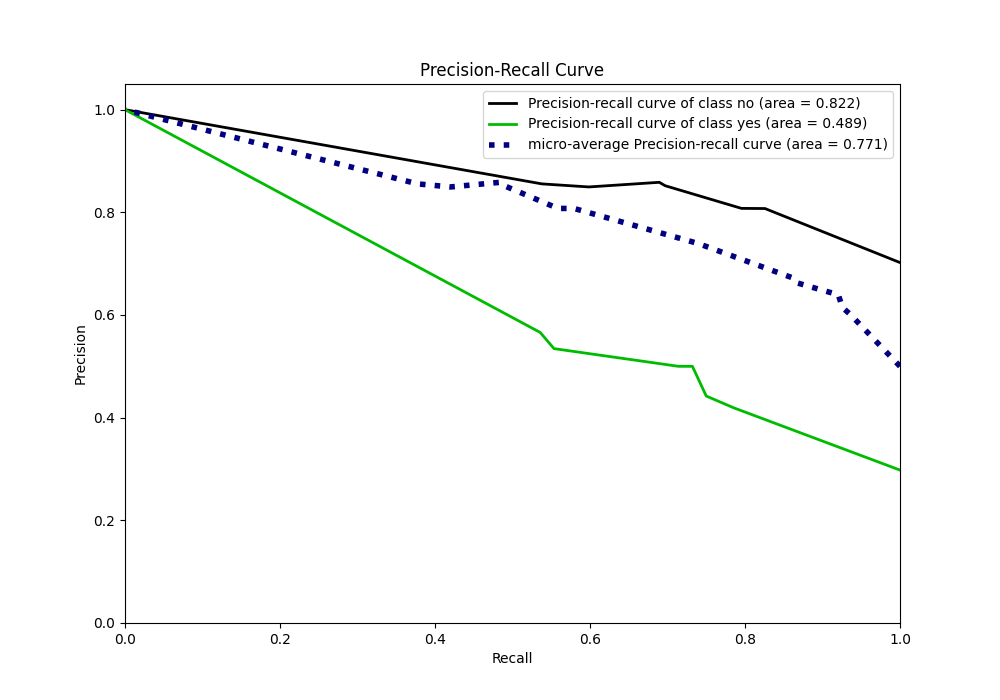 Precision-Recall Curve
Precision-recall curve of class no (area = 0.822)
Precision-recall curve of class yes (area = 0.489)
micro-average Precision-recall curve (area = 0.771)
1.0
0.8
0.6
0.4
0.2
0.0
Precision
0.0 0.2 0.4 0.6 0.8 1.0
Recall